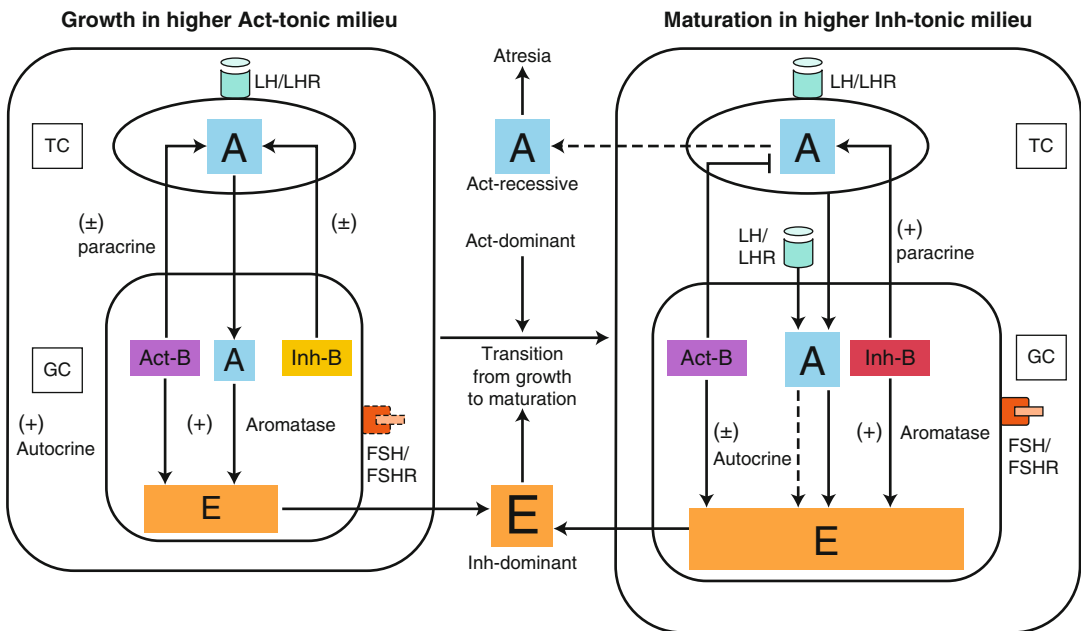 Growth in higher Act-tonic milieu
LH/LHR
TC
A
(±)
paracrine
(±)
GC
Act-B
A
Inh-B
(+)
Autocrine
(+)
Aromatase
FSH/
FSHR
E
Atresia
A
Act-recessive
Act-dominant
Transition
from growth
to maturation
E
Inh-dominant
Maturation in higher Inh-tonic milieu
LH/LHR
A
TC
LH/
LHR
(+)
paracrine
Act-B
A
Inh-B
GC
(±)
Autocrine
(+)
Aromatase
FSH/
FSHR
E